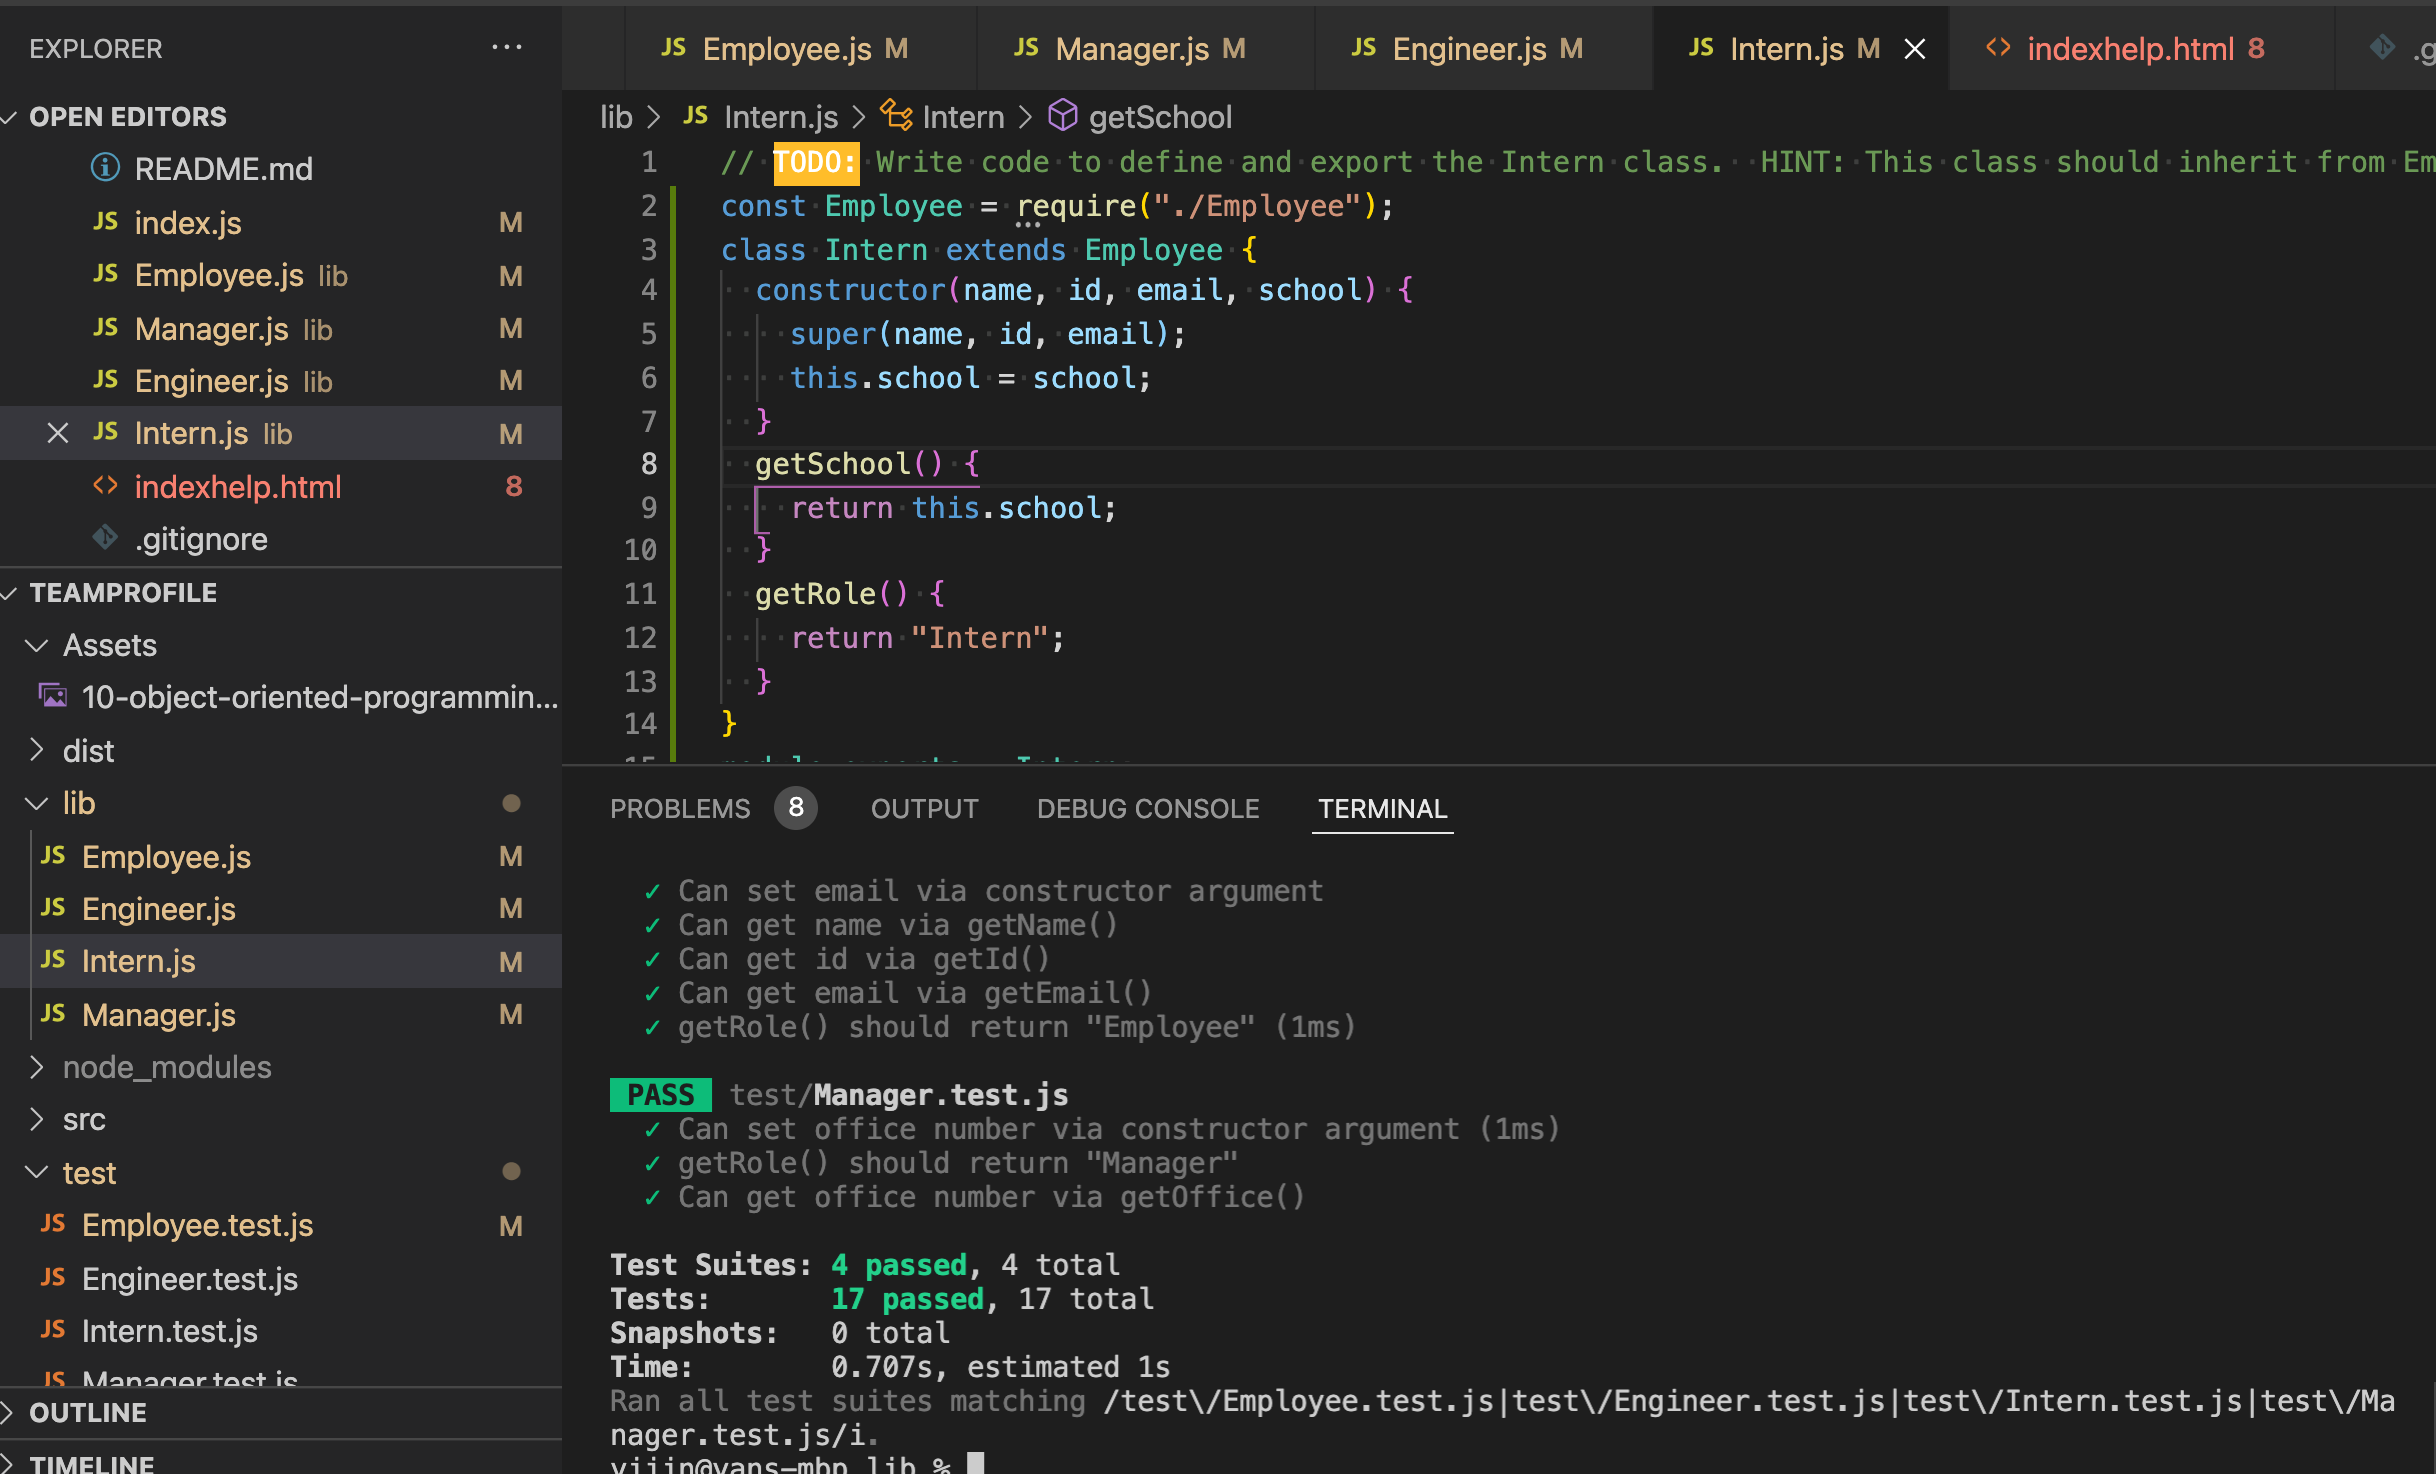 EXPLORER
OPEN EDITORS
README.md
JS index.js M
JS Employee.js lib M
JS Manager.js lib M
JS Engineer.js lib M
JS Intern.js lib M
<> indexhelp.html 8
.gitignore
TEAMPROFILE
Assets
10-object-oriented-programmin...
dist
lib
JS Employee.js M
JS Engineer.js M
JS Intern.js M
JS Manager.js M
node_modules
src
test
JS Employee.test.js M
JS Engineer.test.js
JS Intern.test.js
JS Manager.test.js
OUTLINE
TIMELINE
JS Employee.js M JS Manager.js M JS Engineer.js M JS Intern.js M <> indexhelp.html 8 .g
lib > JS Intern.js > Intern > getSchool
1 // TODO: Write code to define and export the Intern class.  HINT: This class should inherit from Em
2 const Employee = require("./Employee");
3 class Intern extends Employee {
4   constructor(name, id, email, school) {
5     super(name, id, email);
6     this.school = school;
7   }
8   getSchool() {
9     return this.school;
10   }
11   getRole() {
12     return "Intern";
13   }
14 }
PROBLEMS 8 OUTPUT DEBUG CONSOLE TERMINAL
✓ Can set email via constructor argument
✓ Can get name via getName()
✓ Can get id via getId()
✓ Can get email via getEmail()
✓ getRole() should return "Employee" (1ms)
PASS test/Manager.test.js
✓ Can set office number via constructor argument (1ms)
✓ getRole() should return "Manager"
✓ Can get office number via getOffice()
Test Suites: 4 passed, 4 total
Tests: 17 passed, 17 total
Snapshots: 0 total
Time: 0.707s, estimated 1s
Ran all test suites matching /test\/Employee.test.js|test\/Engineer.test.js|test\/Intern.test.js|test\/Ma
nager.test.js/i.
yijin@yans-mbp lib %